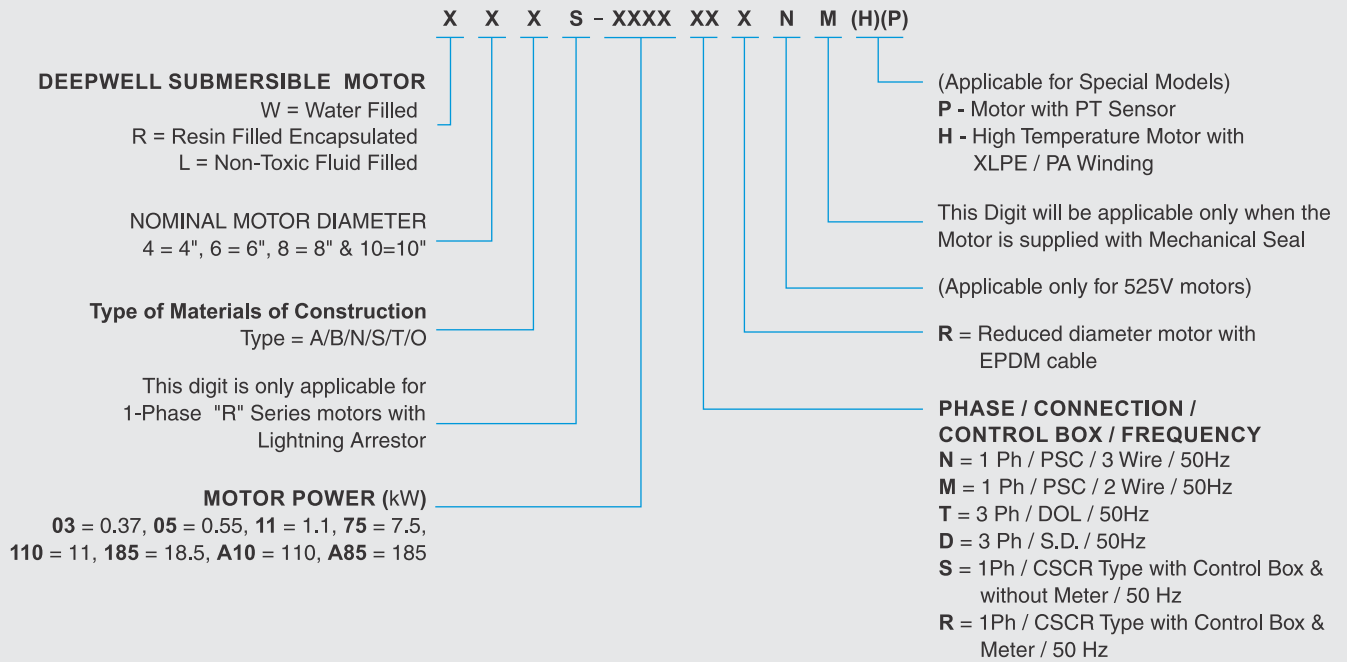 X X X S – XXXX XX X N M (H)(P)
DEEPWELL SUBMERSIBLE MOTOR
W = Water Filled
R = Resin Filled Encapsulated
L = Non-Toxic Fluid Filled
NOMINAL MOTOR DIAMETER
4 = 4", 6 = 6", 8 = 8" & 10=10"
Type of Materials of Construction
Type = A/B/N/S/T/O
This digit is only applicable for
1-Phase "R" Series motors with
Lightning Arrestor
MOTOR POWER (kW)
03 = 0.37, 05 = 0.55, 11 = 1.1, 75 = 7.5,
110 = 11, 185 = 18.5, A10 = 110, A85 = 185
(Applicable for Special Models)
P - Motor with PT Sensor
H - High Temperature Motor with
XLPE / PA Winding
This Digit will be applicable only when the
Motor is supplied with Mechanical Seal
(Applicable only for 525V motors)
R = Reduced diameter motor with
EPDM cable
PHASE / CONNECTION /
CONTROL BOX / FREQUENCY
N = 1 Ph / PSC / 3 Wire / 50Hz
M = 1 Ph / PSC / 2 Wire / 50Hz
T = 3 Ph / DOL / 50Hz
D = 3 Ph / S.D. / 50Hz
S = 1Ph / CSCR Type with Control Box &
without Meter / 50 Hz
R = 1Ph / CSCR Type with Control Box &
Meter / 50 Hz